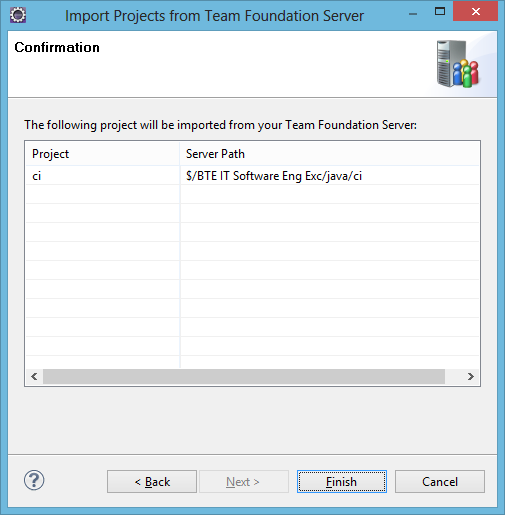 Import Projects from Team Foundation Server
Confirmation
The following project will be imported from your Team Foundation Server:
Project Server Path
ci $/BTE IT Software Eng Exc/java/ci
< Back Next > Finish Cancel